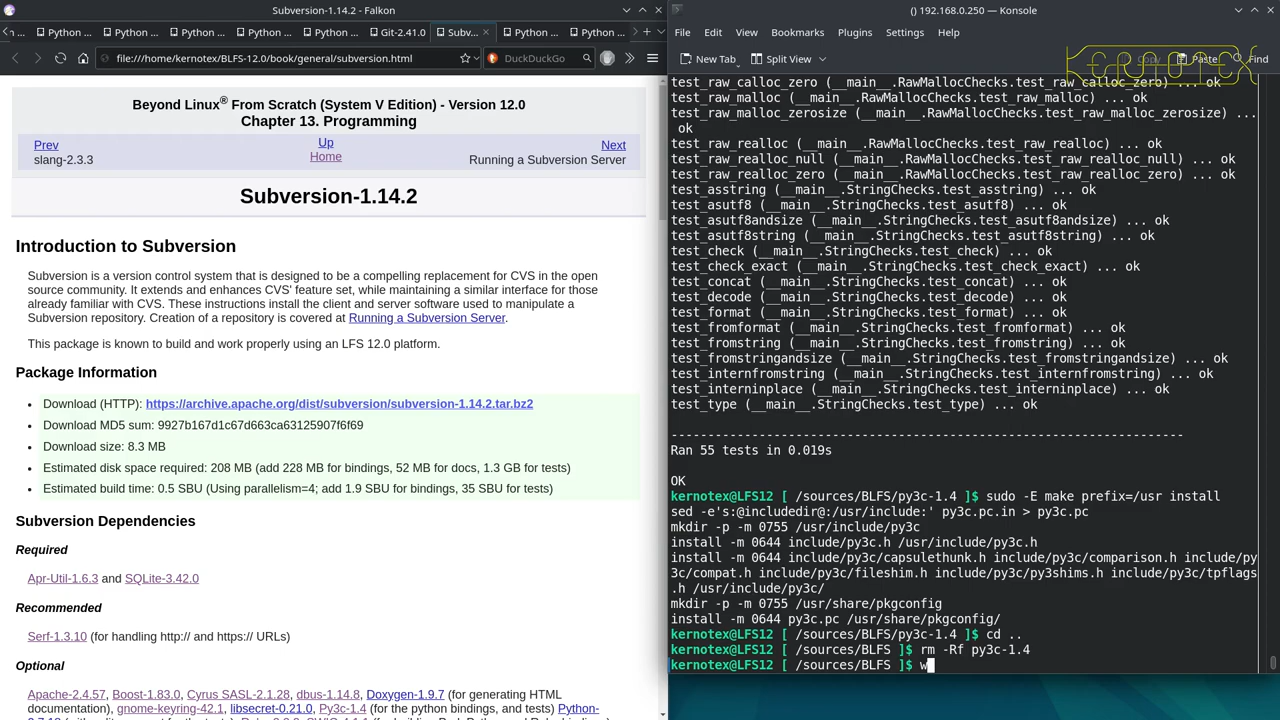 Subversion-1.14.2 - Falkon
Python ... Python ... Python ... Python ... Python ... Git-2.41.0 Subv... Python ... Python ...
file:///home/kernotex/BLFS-12.0/book/general/subversion.html DuckDuckGo
Beyond Linux® From Scratch (System V Edition) - Version 12.0
Chapter 13. Programming
Prev Up Next
slang-2.3.3 Home Running a Subversion Server
Subversion-1.14.2
Introduction to Subversion
Subversion is a version control system that is designed to be a compelling replacement for CVS in the open
source community. It extends and enhances CVS' feature set, while maintaining a similar interface for those
already familiar with CVS. These instructions install the client and server software used to manipulate a
Subversion repository. Creation of a repository is covered at Running a Subversion Server.
This package is known to build and work properly using an LFS 12.0 platform.
Package Information
• Download (HTTP): https://archive.apache.org/dist/subversion/subversion-1.14.2.tar.bz2
• Download MD5 sum: 9927b167d1c67d663ca63125907f6f69
• Download size: 8.3 MB
• Estimated disk space required: 208 MB (add 228 MB for bindings, 52 MB for docs, 1.3 GB for tests)
• Estimated build time: 0.5 SBU (Using parallelism=4; add 1.9 SBU for bindings, 35 SBU for tests)
Subversion Dependencies
Required
Apr-Util-1.6.3 and SQLite-3.42.0
Recommended
Serf-1.3.10 (for handling http:// and https:// URLs)
Optional
Apache-2.4.57, Boost-1.83.0, Cyrus SASL-2.1.28, dbus-1.14.8, Doxygen-1.9.7 (for generating HTML
documentation), gnome-keyring-42.1, libsecret-0.21.0, Py3c-1.4 (for the python bindings, and tests) Python-
() 192.168.0.250 — Konsole
File Edit View Bookmarks Plugins Settings Help
New Tab Split View Copy Paste Find
KernoteX
test_raw_calloc_zero (__main__.RawMallocChecks.test_raw_calloc_zero) ... ok
test_raw_malloc (__main__.RawMallocChecks.test_raw_malloc) ... ok
test_raw_malloc_zerosize (__main__.RawMallocChecks.test_raw_malloc_zerosize) ...
ok
test_raw_realloc (__main__.RawMallocChecks.test_raw_realloc) ... ok
test_raw_realloc_null (__main__.RawMallocChecks.test_raw_realloc_null) ... ok
test_raw_realloc_zero (__main__.RawMallocChecks.test_raw_realloc_zero) ... ok
test_asstring (__main__.StringChecks.test_asstring) ... ok
test_asutf8 (__main__.StringChecks.test_asutf8) ... ok
test_asutf8andsize (__main__.StringChecks.test_asutf8andsize) ... ok
test_asutf8string (__main__.StringChecks.test_asutf8string) ... ok
test_check (__main__.StringChecks.test_check) ... ok
test_check_exact (__main__.StringChecks.test_check_exact) ... ok
test_concat (__main__.StringChecks.test_concat) ... ok
test_decode (__main__.StringChecks.test_decode) ... ok
test_format (__main__.StringChecks.test_format) ... ok
test_fromformat (__main__.StringChecks.test_fromformat) ... ok
test_fromstring (__main__.StringChecks.test_fromstring) ... ok
test_fromstringandsize (__main__.StringChecks.test_fromstringandsize) ... ok
test_internfromstring (__main__.StringChecks.test_internfromstring) ... ok
test_interninplace (__main__.StringChecks.test_interninplace) ... ok
test_type (__main__.StringChecks.test_type) ... ok
----------------------------------------------------------------------
Ran 55 tests in 0.019s
OK
kernotex@LFS12 [ /sources/BLFS/py3c-1.4 ]$ sudo -E make prefix=/usr install
sed -e's:@includedir@:/usr/include:' py3c.pc.in > py3c.pc
mkdir -p -m 0755 /usr/include/py3c
install -m 0644 include/py3c.h /usr/include/py3c.h
install -m 0644 include/py3c/capsulethunk.h include/py3c/comparison.h include/py
3c/compat.h include/py3c/fileshim.h include/py3c/py3shims.h include/py3c/tpflags
.h /usr/include/py3c/
mkdir -p -m 0755 /usr/share/pkgconfig
install -m 0644 py3c.pc /usr/share/pkgconfig/
kernotex@LFS12 [ /sources/BLFS/py3c-1.4 ]$ cd ..
kernotex@LFS12 [ /sources/BLFS ]$ rm -Rf py3c-1.4
kernotex@LFS12 [ /sources/BLFS ]$ w